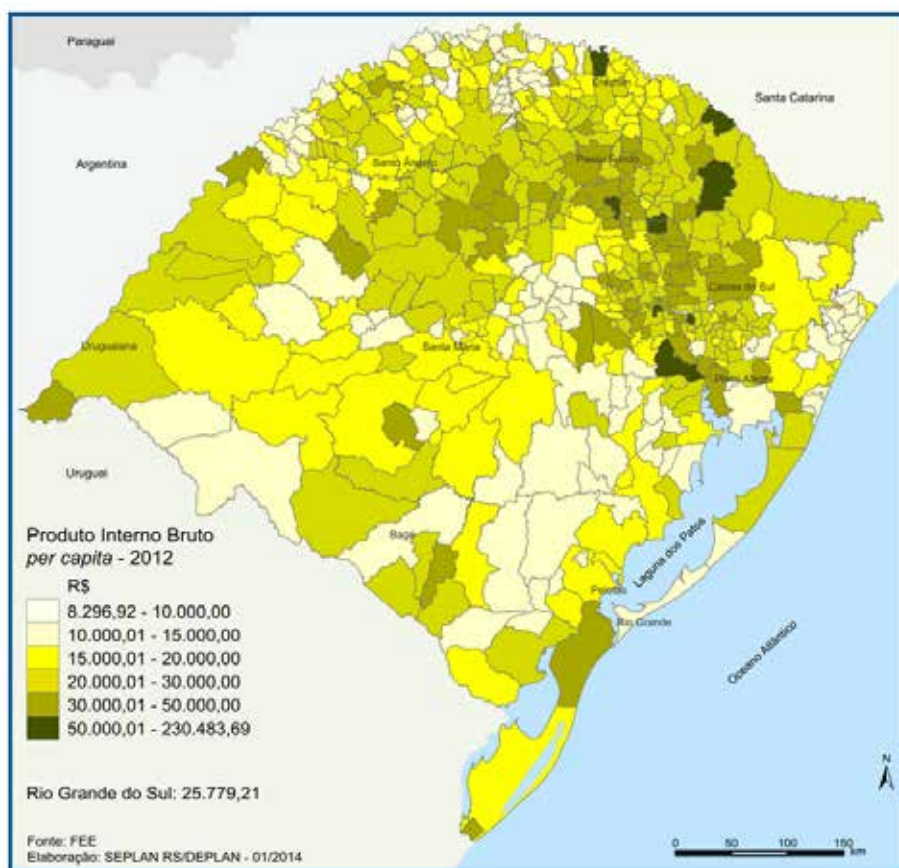 Paraguai
Santa Catarina
Argentina
Santo Ângelo
Passo Fundo
Caxias do Sul
Uruguaiana
Santa Maria
Porto Alegre
Uruguai
Bagé
Laguna dos Patos
Pelotas
Rio Grande
Oceano Atlântico
Produto Interno Bruto
per capita - 2012
R$
8.296,92 - 10.000,00
10.000,01 - 15.000,00
15.000,01 - 20.000,00
20.000,01 - 30.000,00
30.000,01 - 50.000,00
50.000,01 - 230.483,69
Rio Grande do Sul: 25.779,21
Fonte: FEE
Elaboração: SEPLAN RS/DEPLAN - 01/2014
N
0 50 100 150
km